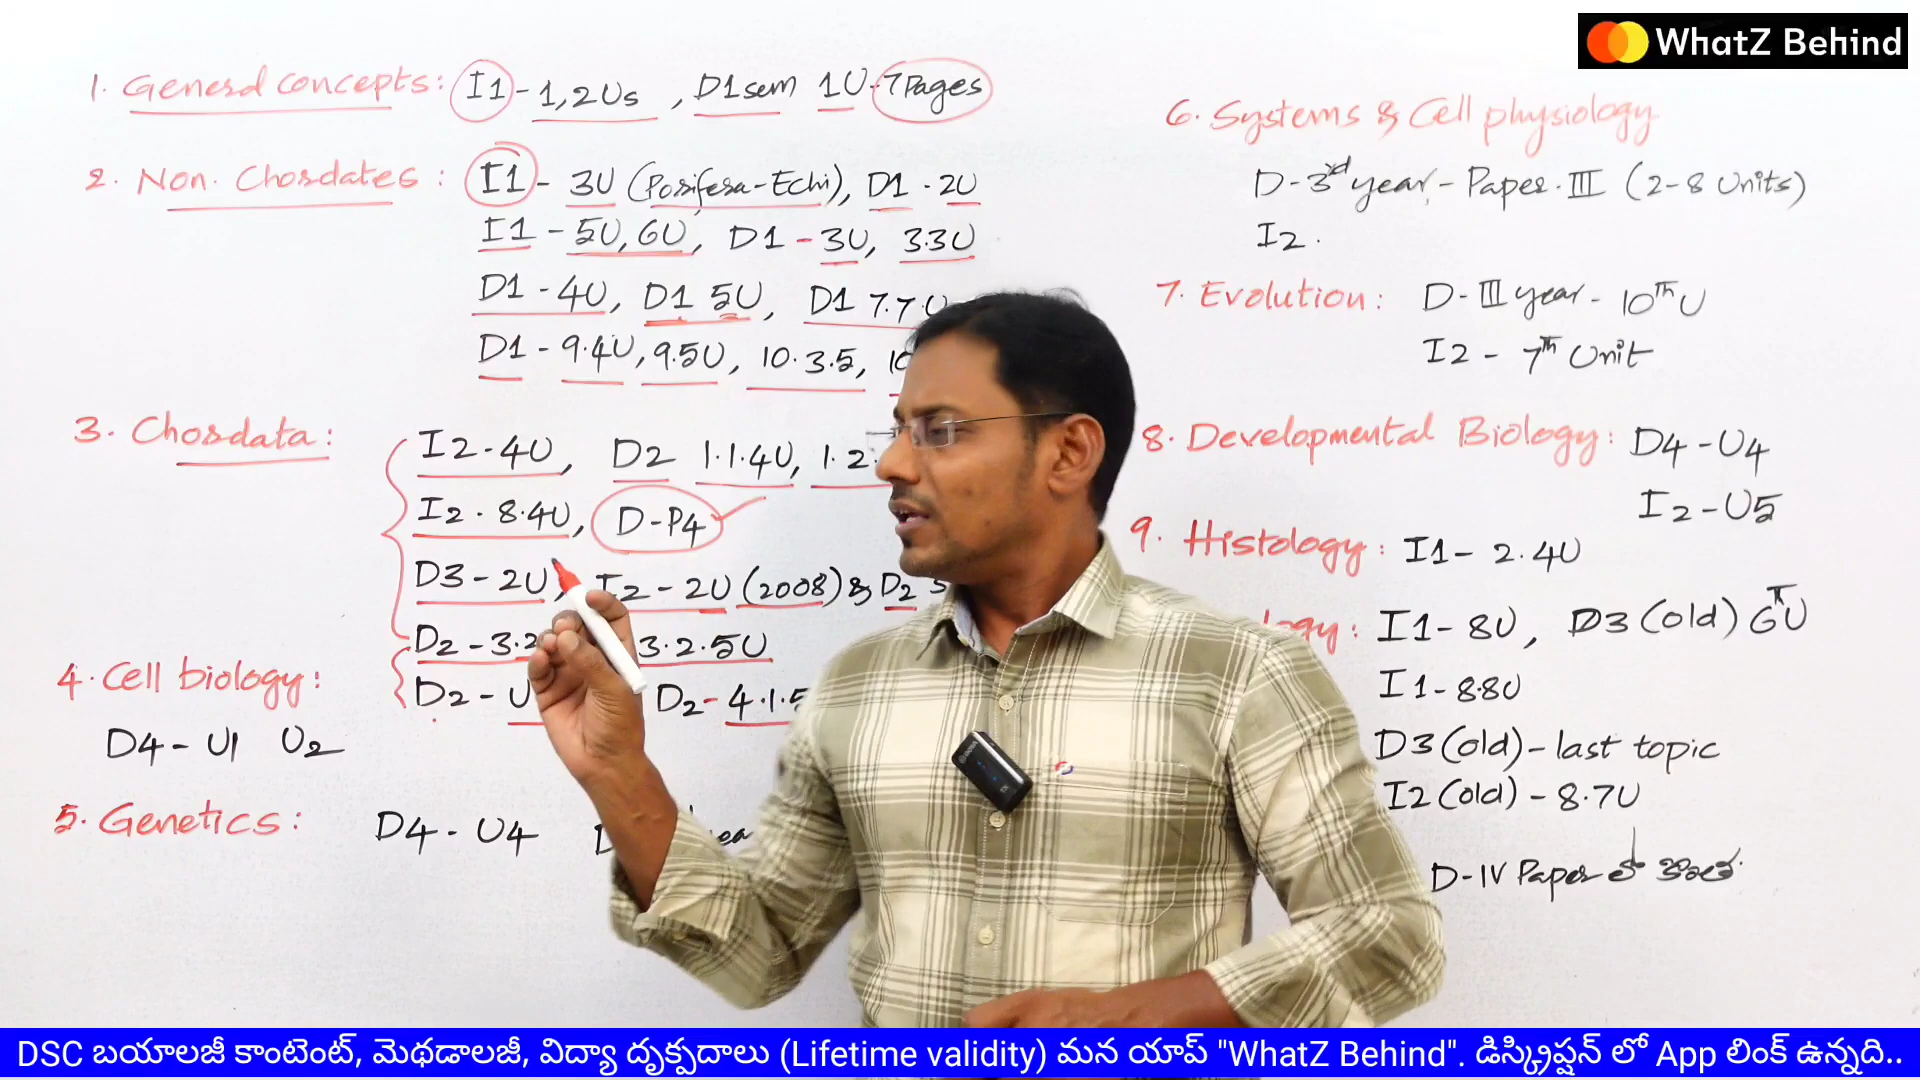 WhatZ Behind
1. General concepts: I1 - 1,2Us, D1sem 1U - 7Pages
2. Non. Chordates: I1 - 3U (Porifera-Echi), D1 - 2U
I1 - 5U, 6U, D1 - 3U, 3.3U
D1 - 4U, D1 5U, D1 7.7.U
D1 - 9.4U, 9.5U, 10.3.5, 10
3. Chordata: I2-4U, D2 1.1.4U, 1.2.
I2 - 8.4U, D-P4
D3 - 2U, I2 - 2U (2008) & D2
D2 - 3.2 3.2.5U
D2 - U D2 - 4.1.5
4. Cell biology:
D4 - U1 U2
5. Genetics: D4 - U4
6. Systems & Cell physiology
D - 3rd year - Paper. III (2-8 Units)
I2.
7. Evolution: D - III year - 10th U
I2 - 7th Unit
8. Developmental Biology: D4 - U4
I2 - U5
9. Histology: I1 - 2.4U
logy: I1 - 8U, D3 (old) 6U
I1 - 8.8U
D3 (old) - last topic
I2 (old) - 8.7U
D-IV Paper లో కొంత
DSC బయాలజీ కాంటెంట్, మెథడాలజీ, విద్యా దృక్పదాలు (Lifetime validity) మన యాప్ "WhatZ Behind". డిస్క్రిప్షన్ లో App లింక్ ఉన్నది..